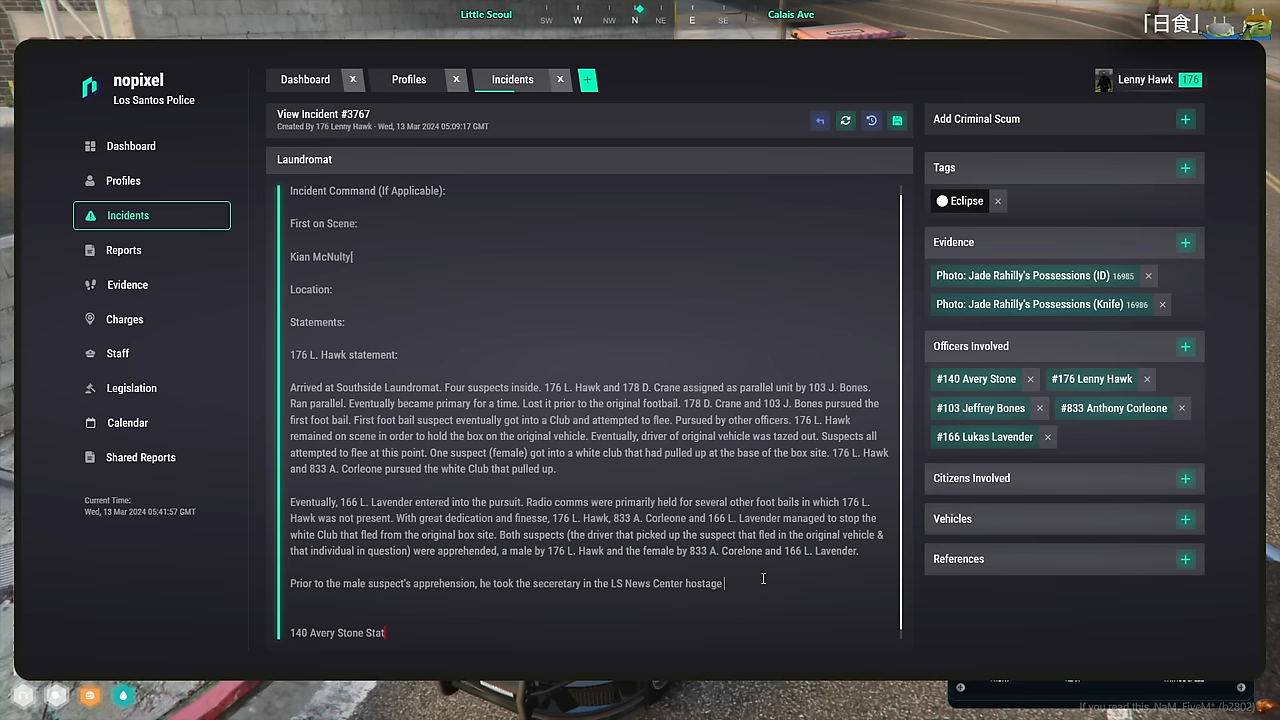 Little Seoul
SW W NW N NE E SE
Calais Ave
「日食」
nopixel
Los Santos Police
Dashboard
Profiles
Incidents
Reports
Evidence
Charges
Staff
Legislation
Calendar
Shared Reports
Current Time:
Wed, 13 Mar 2024 05:41:57 GMT
Dashboard x Profiles x Incidents x +
View Incident #3767
Created By 176 Lenny Hawk - Wed, 13 Mar 2024 05:09:17 GMT
Laundromat
Incident Command (If Applicable):
First on Scene:
Kian McNulty[
Location:
Statements:
176 L. Hawk statement:
Arrived at Southside Laundromat. Four suspects inside. 176 L. Hawk and 178 D. Crane assigned as parallel unit by 103 J. Bones.
Ran parallel. Eventually became primary for a time. Lost it prior to the original footbail. 178 D. Crane and 103 J. Bones pursued the
first foot bail. First foot bail suspect eventually got into a Club and attempted to flee. Pursued by other officers. 176 L. Hawk
remained on scene in order to hold the box on the original vehicle. Eventually, driver of original vehicle was tazed out. Suspects all
attempted to flee at this point. One suspect (female) got into a white club that had pulled up at the base of the box site. 176 L. Hawk
and 833 A. Corleone pursued the white Club that pulled up.
Eventually, 166 L. Lavender entered into the pursuit. Radio comms were primarily held for several other foot bails in which 176 L.
Hawk was not present. With great dedication and finesse, 176 L. Hawk, 833 A. Corleone and 166 L. Lavender managed to stop the
white Club that fled from the original box site. Both suspects (the driver that picked up the suspect that fled in the original vehicle &
that individual in question) were apprehended, a male by 176 L. Hawk and the female by 833 A. Corelone and 166 L. Lavender.
Prior to the male suspect's apprehension, he took the seceretary in the LS News Center hostage
140 Avery Stone Stat
Lenny Hawk 176
Add Criminal Scum +
Tags +
Eclipse x
Evidence +
Photo: Jade Rahilly's Possessions (ID) 16985 x
Photo: Jade Rahilly's Possessions (Knife) 16986 x
Officers Involved +
#140 Avery Stone x #176 Lenny Hawk x
#103 Jeffrey Bones x #833 Anthony Corleone x
#166 Lukas Lavender x
Citizens Involved +
Vehicles +
References +
If you read this, NaM, FiveM* (b2802)